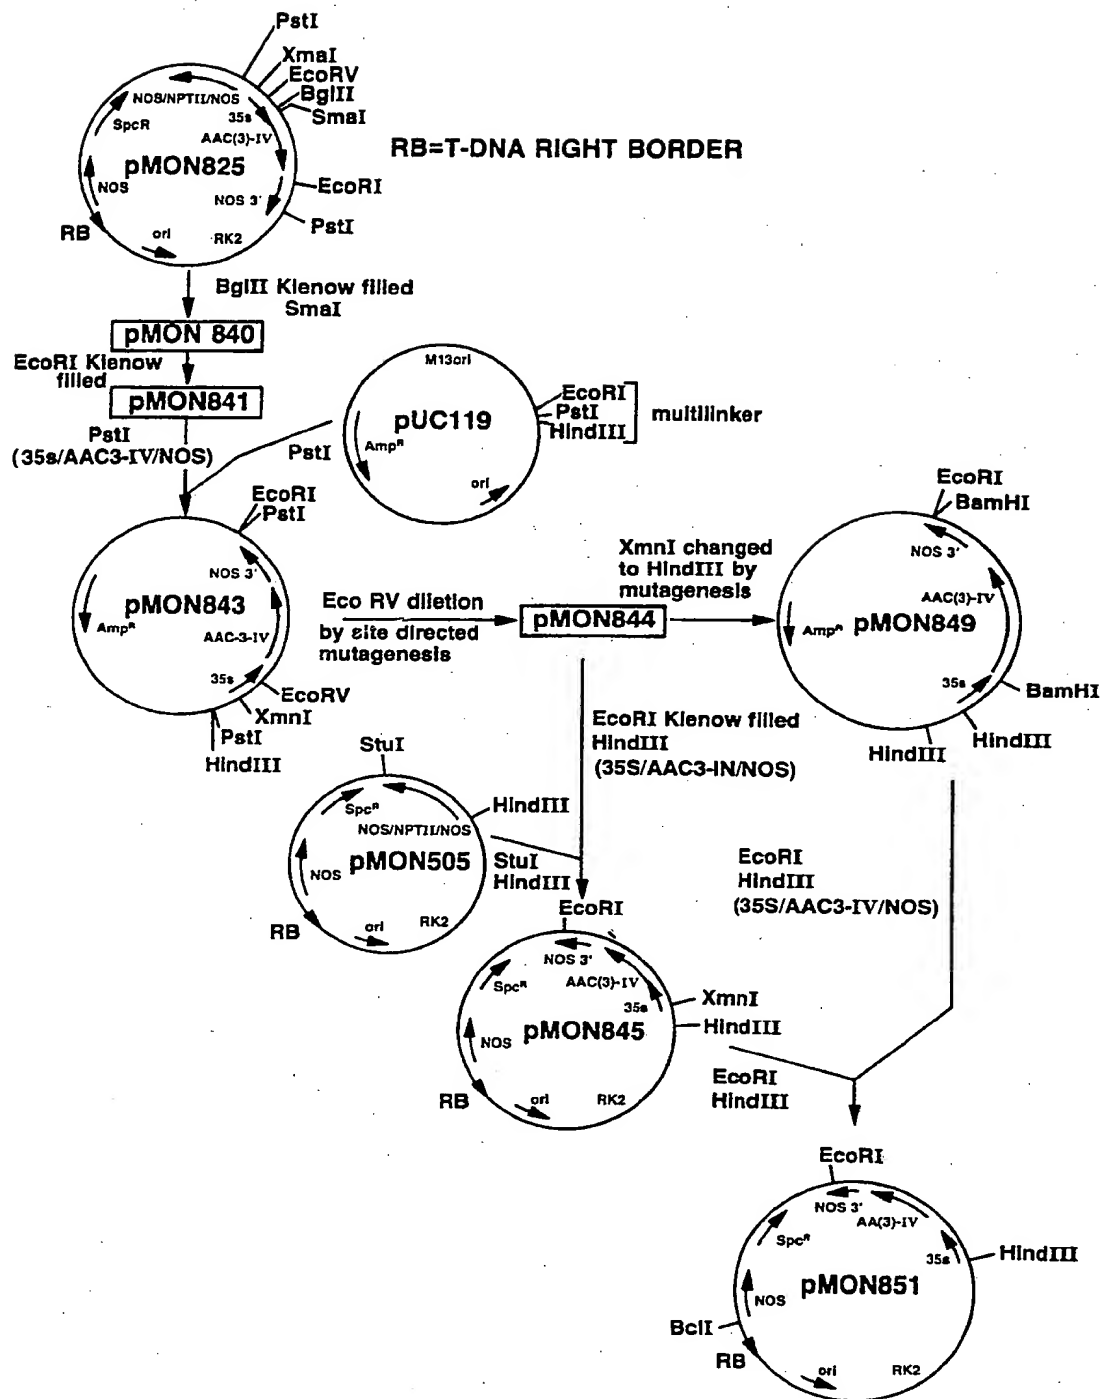 PstI
XmaI
EcoRV
BglII
SmaI
NOS/NPTII/NOS
35s
SpcR
AAC(3)-IV
pMON825
NOS
EcoRI
NOS 3'
PstI
RB
ori
RK2
RB=T-DNA RIGHT BORDER
BglII Klenow filled
SmaI
pMON 840
EcoRI Klenow
filled
pMON841
PstI
(35s/AAC3-IV/NOS)
M13ori
pUC119
EcoRI
PstI
HindIII
multilinker
AmpR
ori
PstI
EcoRI
PstI
NOS 3'
pMON843
AmpR
AAC-3-IV
35s
EcoRV
XmnI
PstI
HindIII
Eco RV diletion
by site directed
mutagenesis
pMON844
XmnI changed
to HindIII by
mutagenesis
EcoRI
BamHI
NOS 3'
AAC(3)-IV
AmpR
pMON849
35s
BamHI
HindIII
HindIII
EcoRI Klenow filled
HindIII
(35S/AAC3-IN/NOS)
StuI
SpcR
HindIII
NOS/NPTII/NOS
pMON505
NOS
RB
ori
RK2
StuI
HindIII
EcoRI
HindIII
(35S/AAC3-IV/NOS)
EcoRI
NOS 3'
AAC(3)-IV
SpcR
35s
XmnI
HindIII
pMON845
NOS
RB
ori
RK2
EcoRI
HindIII
EcoRI
NOS 3'
AA(3)-IV
SpcR
35s
HindIII
pMON851
NOS
BclI
RB
ori
RK2